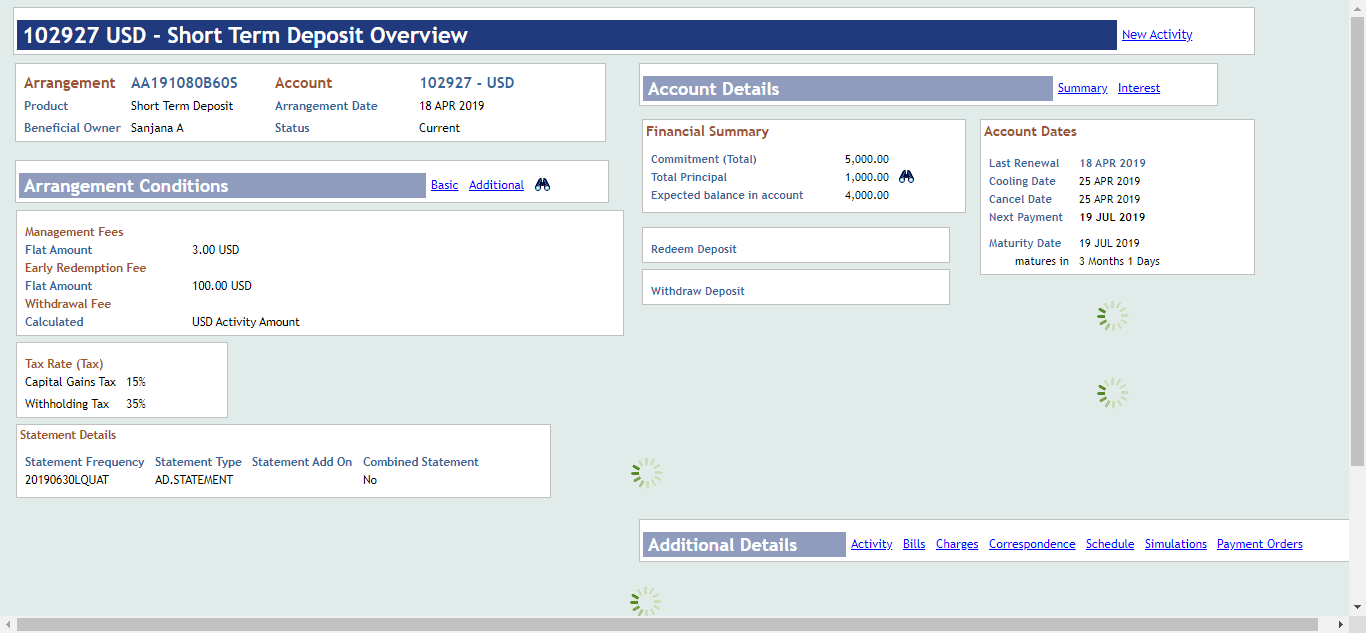 102927 USD - Short Term Deposit Overview New Activity
Arrangement AA191080B60S Account 102927 - USD
Product Short Term Deposit Arrangement Date 18 APR 2019
Beneficial Owner Sanjana A Status Current
Arrangement Conditions Basic Additional
Management Fees
Flat Amount 3.00 USD
Early Redemption Fee
Flat Amount 100.00 USD
Withdrawal Fee
Calculated USD Activity Amount
Tax Rate (Tax)
Capital Gains Tax 15%
Withholding Tax 35%
Statement Details
Statement Frequency Statement Type Statement Add On Combined Statement
20190630LQUAT AD.STATEMENT No
Account Details Summary Interest
Financial Summary
Commitment (Total) 5,000.00
Total Principal 1,000.00
Expected balance in account 4,000.00
Redeem Deposit
Withdraw Deposit
Account Dates
Last Renewal 18 APR 2019
Cooling Date 25 APR 2019
Cancel Date 25 APR 2019
Next Payment 19 JUL 2019
Maturity Date 19 JUL 2019
matures in 3 Months 1 Days
Additional Details Activity Bills Charges Correspondence Schedule Simulations Payment Orders